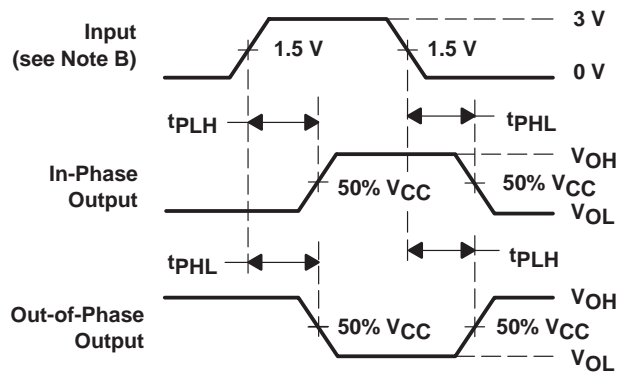 Input
(see Note B)
1.5 V
1.5 V
3 V
0 V
tPLH
tPHL
In-Phase
Output
50% VCC
50% VCC
VOH
VOL
tPHL
tPLH
Out-of-Phase
Output
50% VCC
50% VCC
VOH
VOL